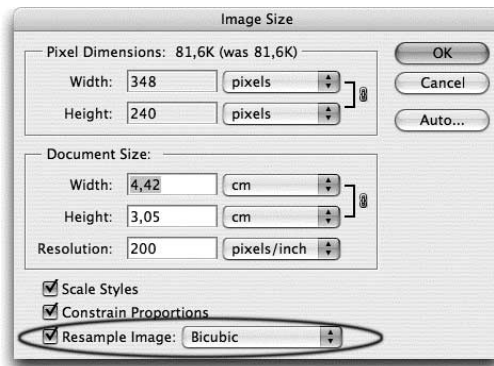 Image Size
Pixel Dimensions: 81,6K (was 81,6K)
Width: 348 pixels
Height: 240 pixels
Document Size:
Width: 4,42 cm
Height: 3,05 cm
Resolution: 200 pixels/inch
Scale Styles
Constrain Proportions
Resample Image: Bicubic
OK
Cancel
Auto...